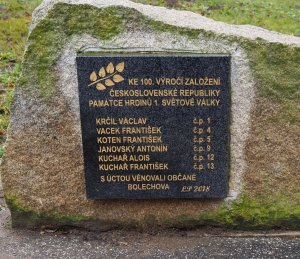 KE 100. VÝROČÍ ZALOŽENÍ
ČESKOSLOVENSKÉ REPUBLIKY
PAMÁTCE HRDINŮ 1. SVĚTOVÉ VÁLKY
KRČIL VÁCLAV č.p. 1
VACEK FRANTIŠEK č.p. 4
KOTEN FRANTIŠEK č.p. 5
JANOVSKÝ ANTONÍN č.p. 9
KUCHAŘ ALOIS č.p. 12
KUCHAŘ FRANTIŠEK č.p. 13
S ÚCTOU VĚNOVALI OBČANÉ
BOLECHOVA LP 2018